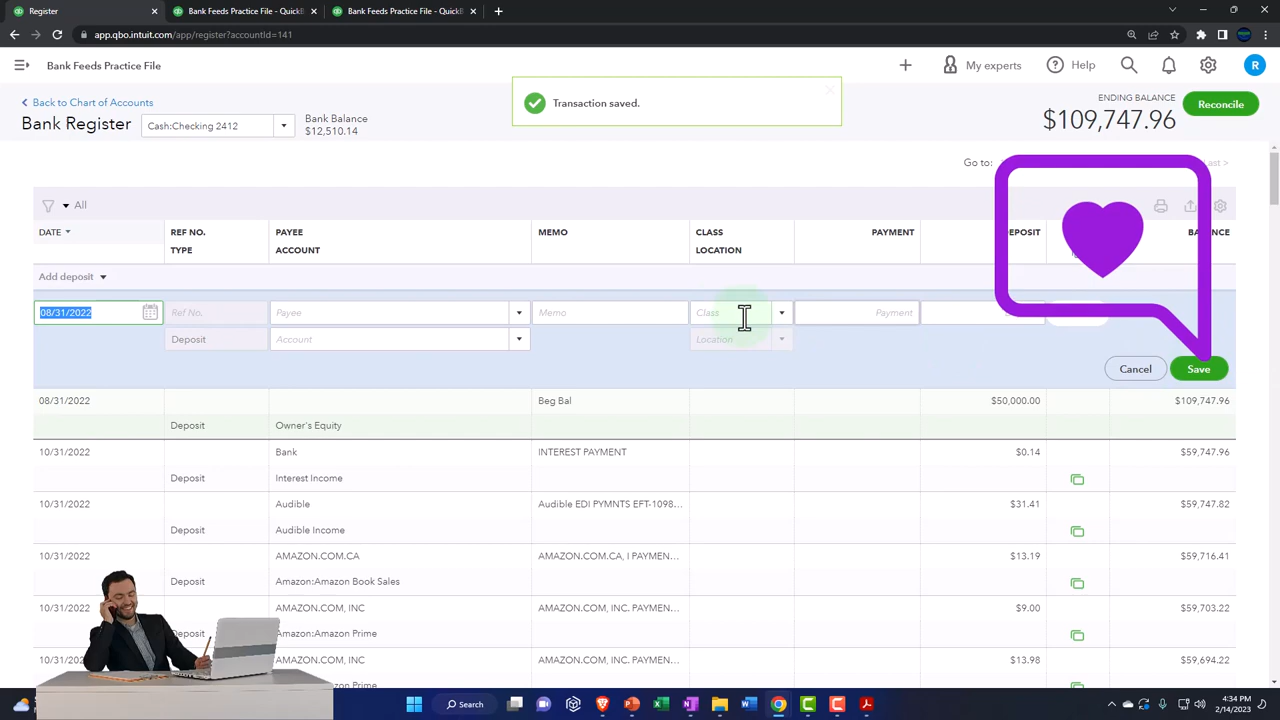 Register
Bank Feeds Practice File - QuickB
Bank Feeds Practice File - QuickB
app.qbo.intuit.com/app/register?accountId=141
Bank Feeds Practice File
My experts
Help
R
Transaction saved.
Back to Chart of Accounts
Bank Register
Cash:Checking 2412
Bank Balance
$12,510.14
ENDING BALANCE
$109,747.96
Reconcile
Go to:
Last >
All
DATE REF NO. PAYEE MEMO CLASS PAYMENT
TYPE ACCOUNT LOCATION
Add deposit
08/31/2022 Ref No. Payee Memo Class Payment
Deposit Account Location
Cancel Save
08/31/2022 Beg Bal $50,000.00 $109,747.96
Deposit Owner's Equity
10/31/2022 Bank INTEREST PAYMENT $0.14 $59,747.96
Deposit Interest Income
10/31/2022 Audible Audible EDI PYMNTS EFT-1098... $31.41 $59,747.82
Deposit Audible Income
10/31/2022 AMAZON.COM.CA AMAZON.COM.CA, I PAYMEN... $13.19 $59,716.41
Deposit Amazon:Amazon Book Sales
10/31/2022 AMAZON.COM, INC AMAZON.COM, INC. PAYMEN... $9.00 $59,703.22
Deposit Amazon:Amazon Prime
10/31/202 AMAZON.COM, INC AMAZON.COM, INC. PAYMEN... $13.98 $59,694.22
Deposit Amazon:Amazon Prime
Search
4:34 PM
2/14/2023